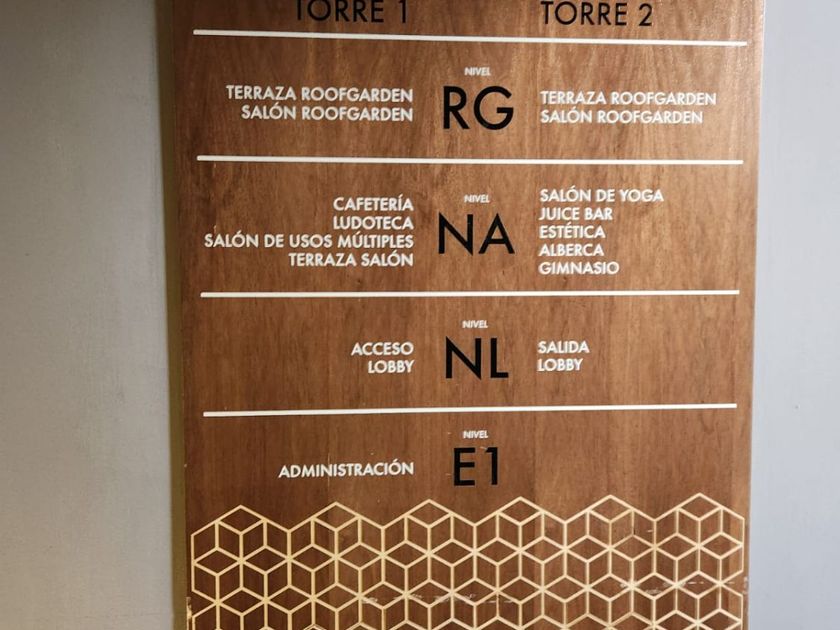 TORRE 1
TORRE 2
NIVEL
TERRAZA ROOFGARDEN
SALÓN ROOFGARDEN
RG
TERRAZA ROOFGARDEN
SALÓN ROOFGARDEN
NIVEL
CAFETERÍA
LUDOTECA
SALÓN DE USOS MÚLTIPLES
TERRAZA SALÓN
NA
SALÓN DE YOGA
JUICE BAR
ESTÉTICA
ALBERCA
GIMNASIO
NIVEL
ACCESO
LOBBY
NL
SALIDA
LOBBY
NIVEL
ADMINISTRACIÓN
E1